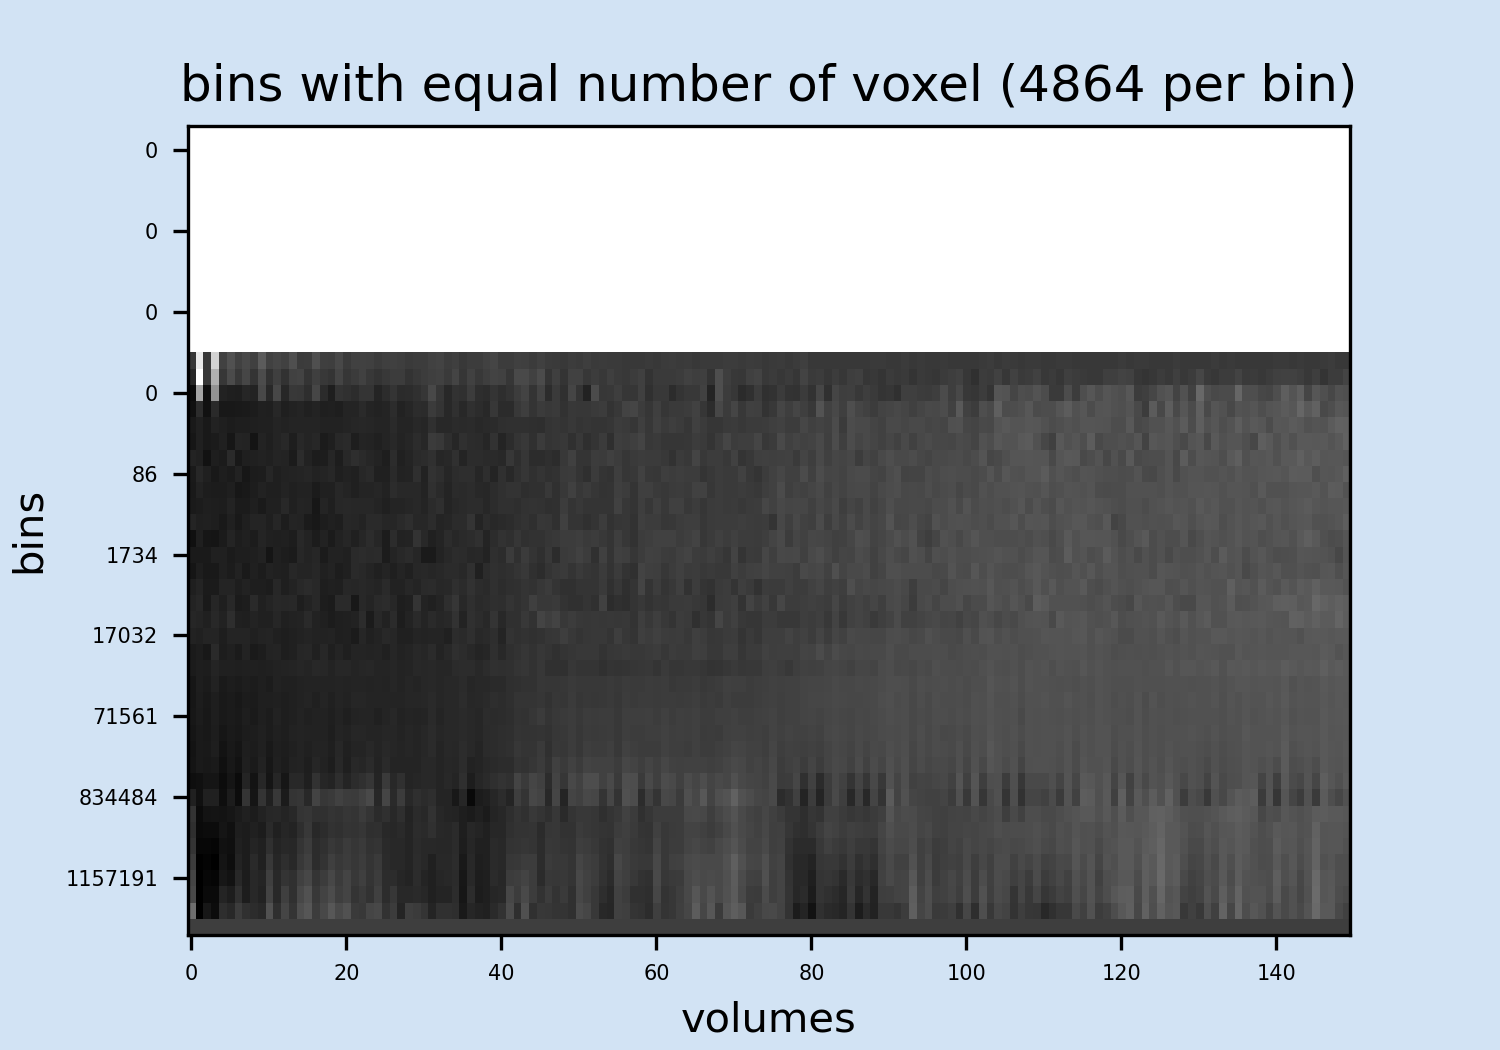 bins with equal number of voxel (4864 per bin)
0
0
0
0
86
1734
17032
71561
834484
1157191
bins
0 20 40 60 80 100 120 140
volumes